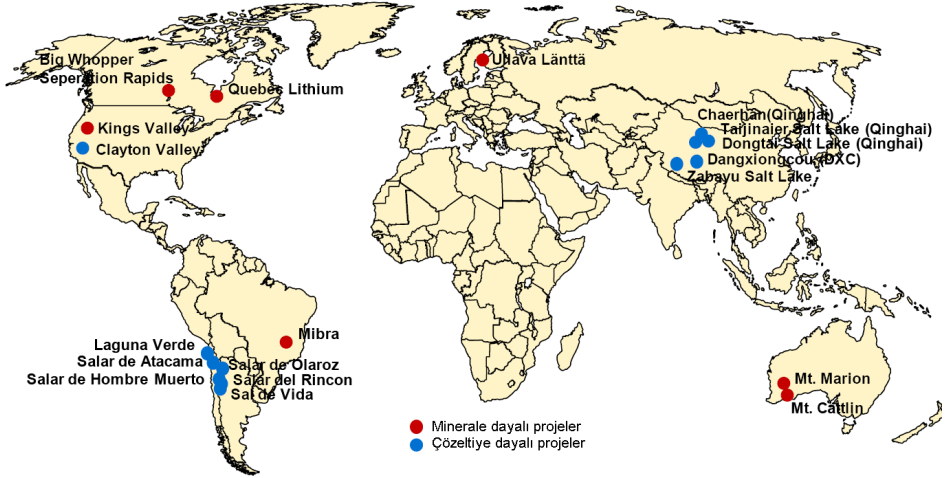 Big Whopper
Seperation Rapids
Quebec Lithium
Kings Valley
Clayton Valley
Ullava Länttä
Chaerhan(Qinghai)
Taijinaier Salt Lake (Qinghai)
Dongtai Salt Lake (Qinghai)
Dangxiongcou (DXC)
Zabayu Salt Lake
Mibra
Laguna Verde
Salar de Atacama
Salar de Olaroz
Salar de Hombre Muerto
Salar del Rincon
Sal de Vida
Mt. Marion
Mt. Cattlin
Minerale dayalı projeler
Çözeltiye dayalı projeler